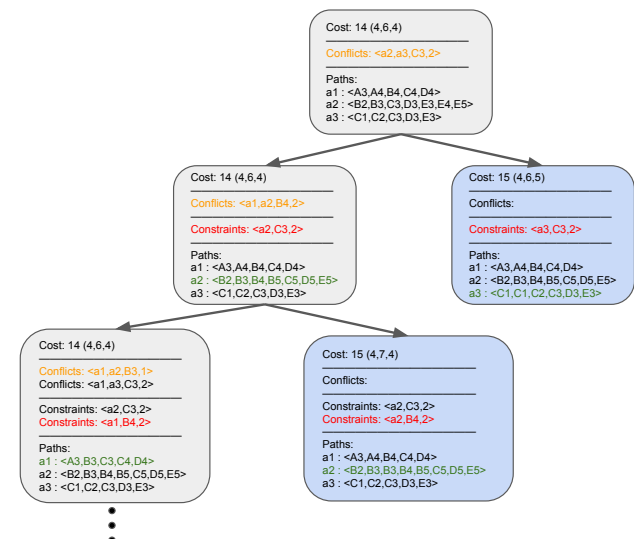 Cost: 14 (4,6,4)
Conflicts: <a2,a3,C3,2>
Paths:
a1 : <A3,A4,B4,C4,D4>
a2 : <B2,B3,C3,D3,E3,E4,E5>
a3 : <C1,C2,C3,D3,E3>
Cost: 14 (4,6,4)
Conflicts: <a1,a2,B4,2>
Constraints: <a2,C3,2>
Paths:
a1 : <A3,A4,B4,C4,D4>
a2 : <B2,B3,B4,B5,C5,D5,E5>
a3 : <C1,C2,C3,D3,E3>
Cost: 15 (4,6,5)
Conflicts:
Constraints: <a3,C3,2>
Paths:
a1 : <A3,A4,B4,C4,D4>
a2 : <B2,B3,B4,B5,C5,D5,E5>
a3 : <C1,C1,C2,C3,D3,E3>
Cost: 14 (4,6,4)
Conflicts: <a1,a2,B3,1>
Conflicts: <a1,a3,C3,2>
Constraints: <a2,C3,2>
Constraints: <a1,B4,2>
Paths:
a1 : <A3,B3,C3,C4,D4>
a2 : <B2,B3,B4,B5,C5,D5,E5>
a3 : <C1,C2,C3,D3,E3>
Cost: 15 (4,7,4)
Conflicts:
Constraints: <a2,C3,2>
Constraints: <a2,B4,2>
Paths:
a1 : <A3,A4,B4,C4,D4>
a2 : <B2,B3,B3,B4,B5,C5,D5,E5>
a3 : <C1,C2,C3,D3,E3>